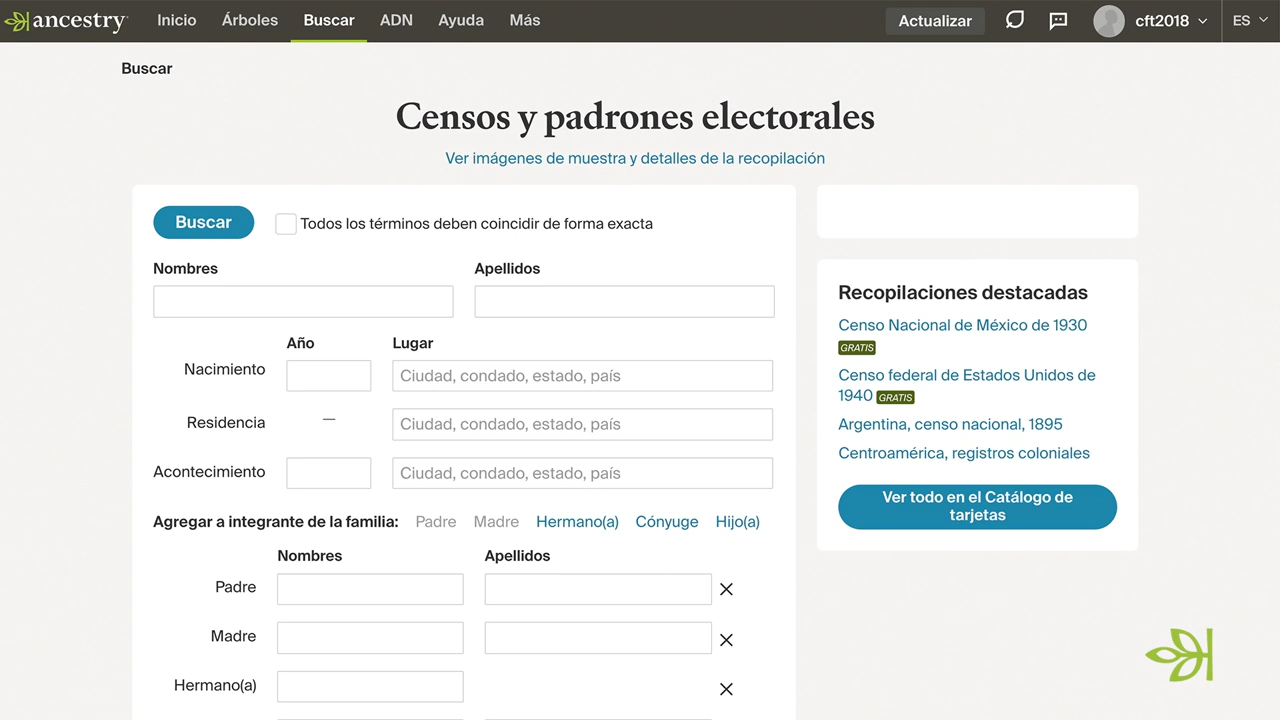 ancestry Inicio Árboles Buscar ADN Ayuda Más Actualizar cft2018 ES
Buscar
Censos y padrones electorales
Ver imágenes de muestra y detalles de la recopilación
Buscar Todos los términos deben coincidir de forma exacta
Nombres Apellidos
Año Lugar
Nacimiento Ciudad, condado, estado, país
Residencia — Ciudad, condado, estado, país
Acontecimiento Ciudad, condado, estado, país
Agregar a integrante de la familia: Padre Madre Hermano(a) Cónyuge Hijo(a)
Nombres Apellidos
Padre
Madre
Hermano(a)
Recopilaciones destacadas
Censo Nacional de México de 1930
GRATIS
Censo federal de Estados Unidos de
1940 GRATIS
Argentina, censo nacional, 1895
Centroamérica, registros coloniales
Ver todo en el Catálogo de
tarjetas